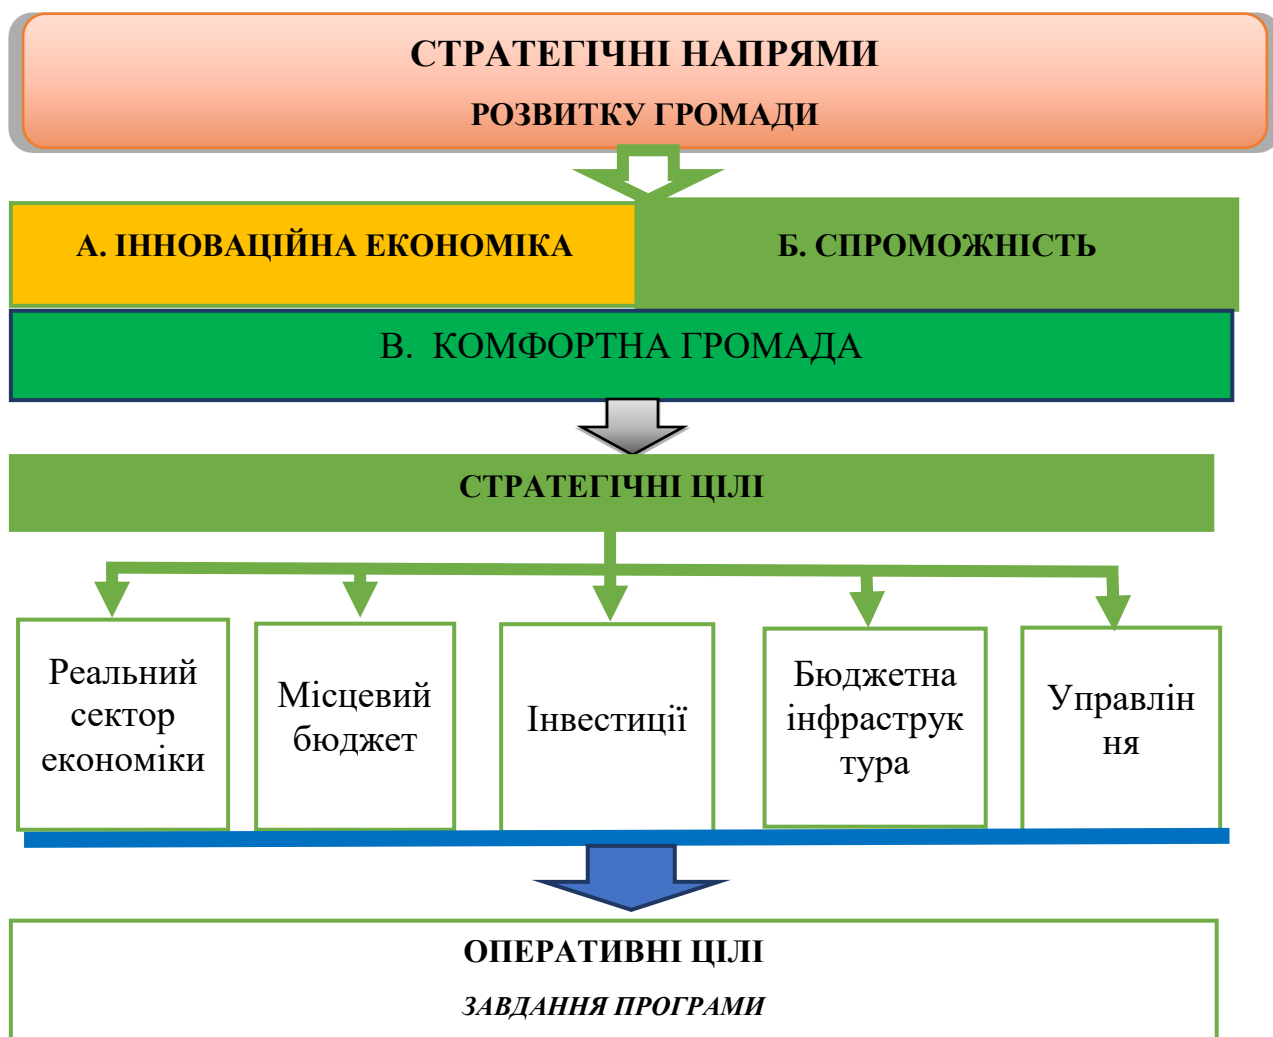 СТРАТЕГІЧНІ НАПРЯМИ
РОЗВИТКУ ГРОМАДИ
А. ІННОВАЦІЙНА ЕКОНОМІКА
Б. СПРОМОЖНІСТЬ
В. КОМФОРТНА ГРОМАДА
СТРАТЕГІЧНІ ЦІЛІ
Реальний
сектор
економіки
Місцевий
бюджет
Інвестиції
Бюджетна
інфраструк
тура
Управлін
ня
ОПЕРАТИВНІ ЦІЛІ
ЗАВДАННЯ ПРОГРАМИ